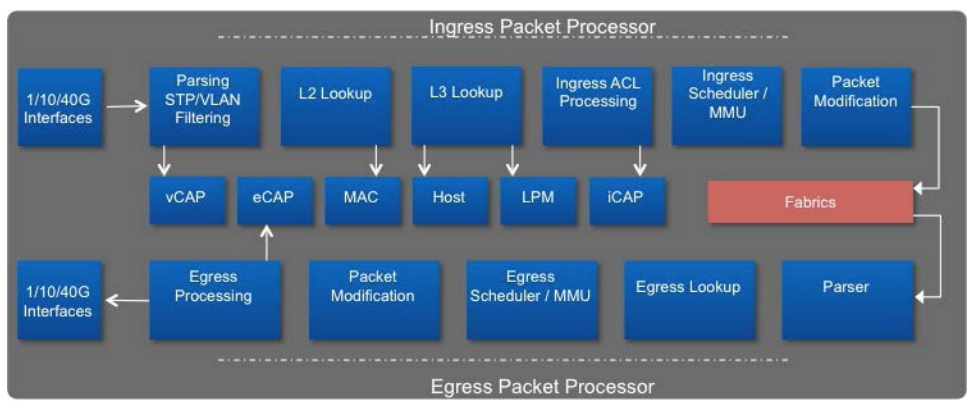 Ingress Packet Processor
1/10/40G
Interfaces
Parsing
STP/VLAN
Filtering
L2 Lookup
L3 Lookup
Ingress ACL
Processing
Ingress
Scheduler /
MMU
Packet
Modification
vCAP
eCAP
MAC
Host
LPM
iCAP
Fabrics
1/10/40G
Interfaces
Egress
Processing
Packet
Modification
Egress
Scheduler / MMU
Egress Lookup
Parser
Egress Packet Processor